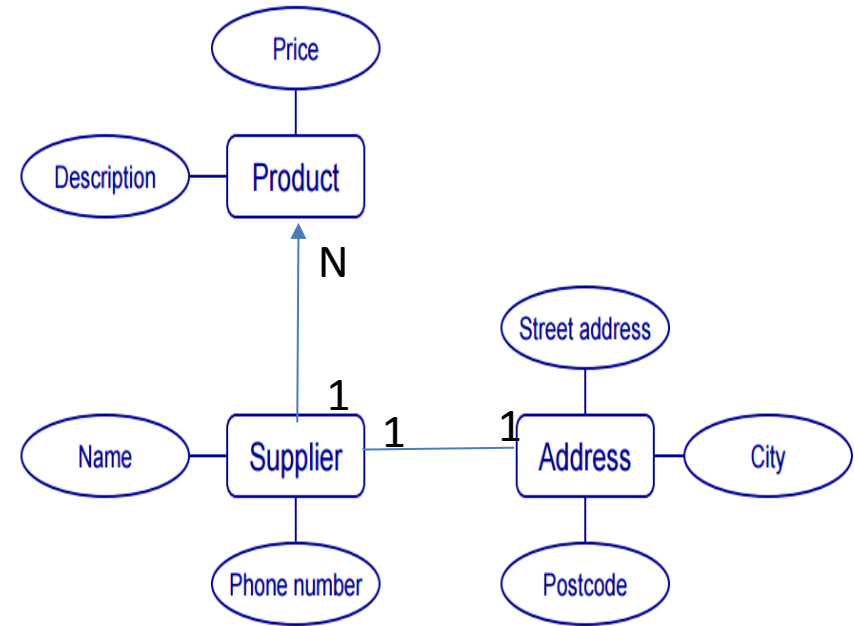 Price
Description
Product
N
Street address
1
1
1
Name
Supplier
Address
City
Phone number
Postcode